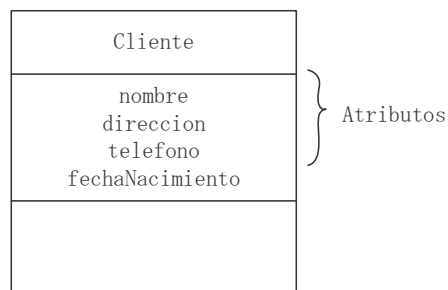 Cliente
nombre
direccion
telefono
fechaNacimiento
Atributos